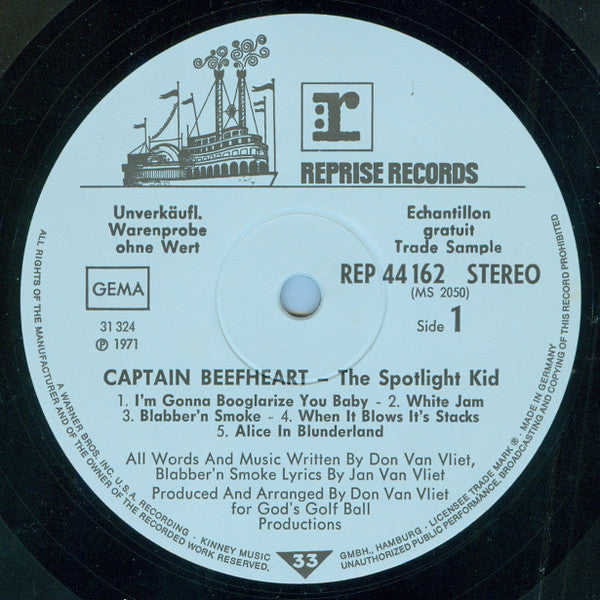 r
REPRISE RECORDS
Unverkäufl.
Warenprobe
ohne Wert
Echantillon
gratuit
Trade Sample
REP 44 162 STEREO
(MS 2050)
GEMA
Side 1
31 324
℗ 1971
CAPTAIN BEEFHEART – The Spotlight Kid
1. I'm Gonna Booglarize You Baby - 2. White Jam
3. Blabber'n Smoke - 4. When It Blows It's Stacks
5. Alice In Blunderland
All Words And Music Written By Don Van Vliet,
Blabber'n Smoke Lyrics By Jan Van Vliet
Produced And Arranged By Don Van Vliet
for God's Golf Ball
Productions
33
ALL RIGHTS OF THE MANUFACTURER AND OF THE OWNER OF THE RECORDED WORK RESERVED,
A WARNER BROS. INC. U.S.A. RECORDING · KINNEY MUSIC GMBH., HAMBURG · LICENSEE TRADE MARK ® · MADE IN GERMANY
UNAUTHORIZED PUBLIC PERFORMANCE, BROADCASTING AND COPYING OF THIS RECORD PROHIBITED